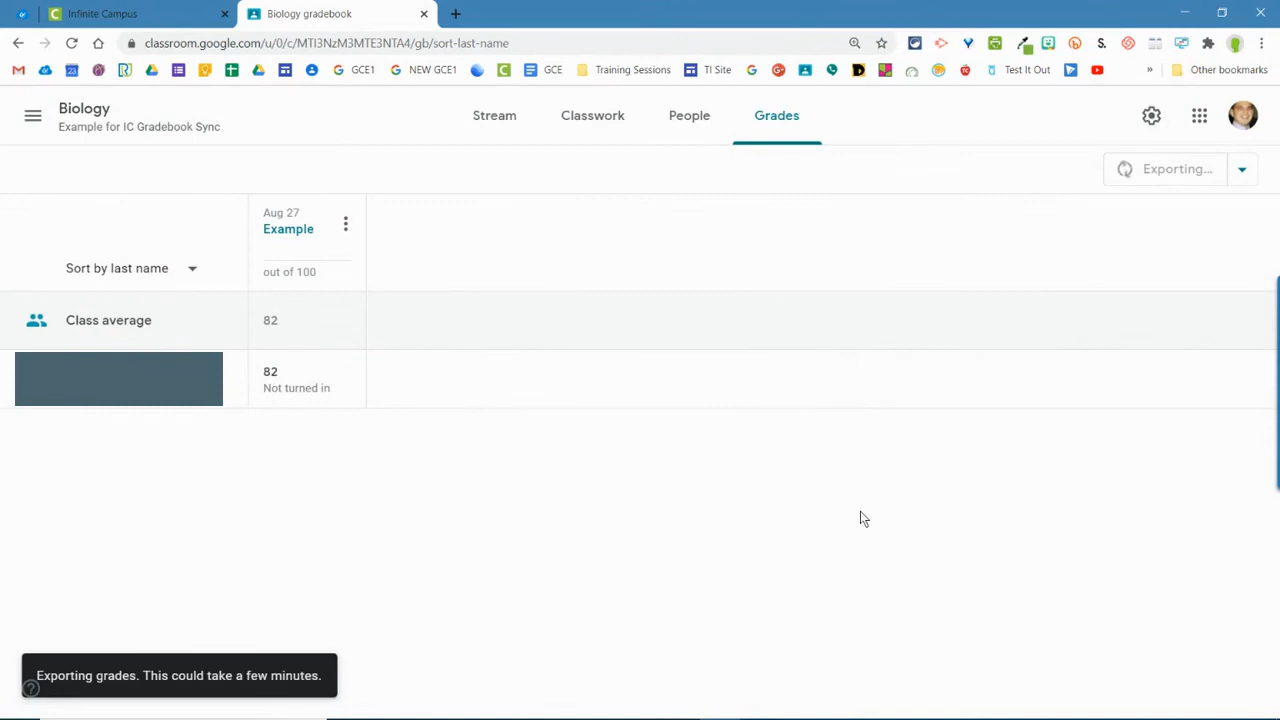 Infinite Campus
Biology gradebook
classroom.google.com/u/0/c/MTI3NzM3MTE3NTA4/gb/sort-last-name
GCE1
NEW GCE1
GCE
Training Sessions
TI Site
Test It Out
»
Other bookmarks
Biology
Example for IC Gradebook Sync
Stream
Classwork
People
Grades
Exporting...
Aug 27
Example
Sort by last name
out of 100
Class average
82
82
Not turned in
Exporting grades. This could take a few minutes.